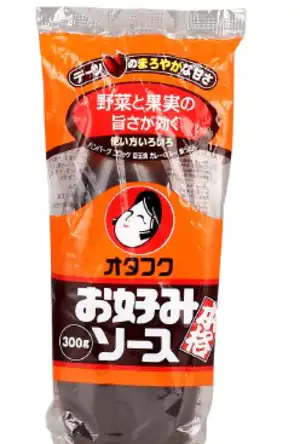 デーツのまろやかな甘さ
野菜と果実の
旨さが効く
使い方いろいろ
オタフク
お好み
ソース
本格
300g